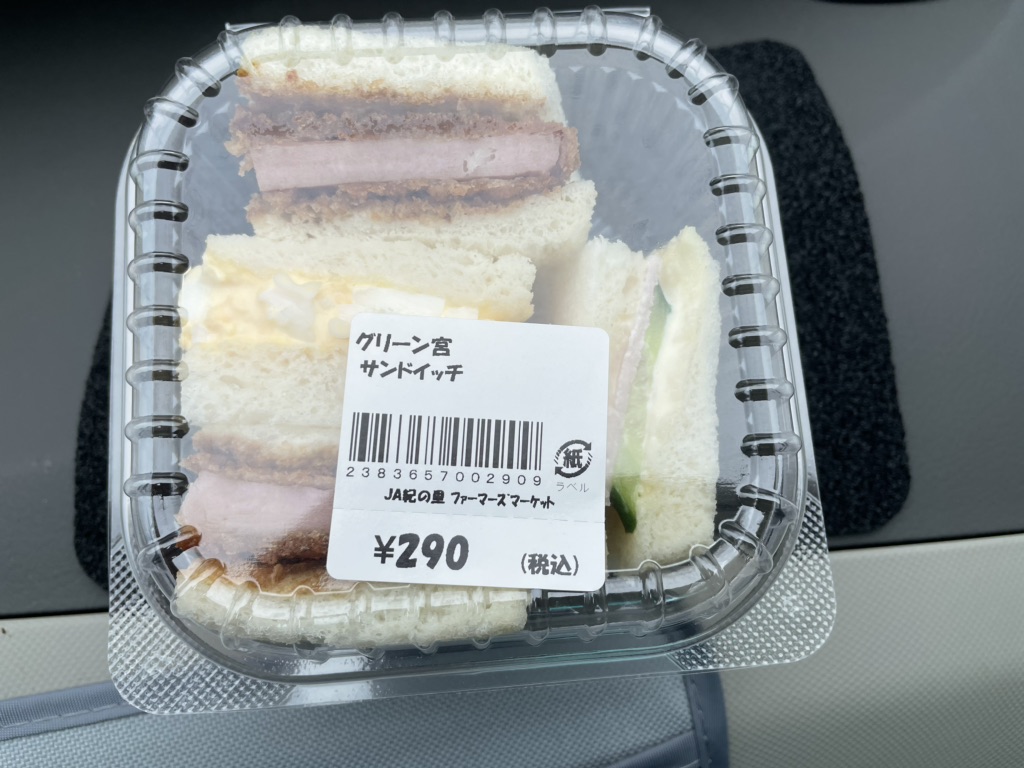 グリーン宮
サンドイッチ
紙
ラベル
2383657002909
JA紀の里 ファーマーズマーケット
¥290 (税込)